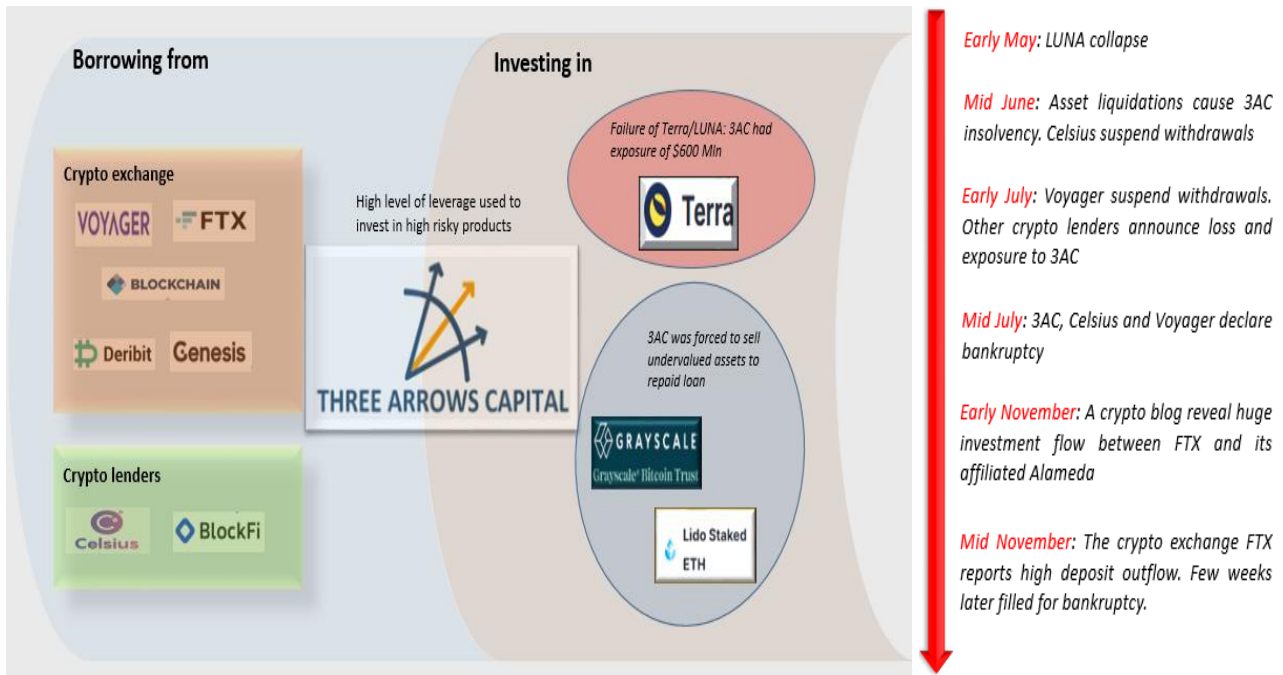 Borrowing from
Investing in
Crypto exchange
VOYAGER
FTX
BLOCKCHAIN
Deribit
Genesis
Crypto lenders
Celsius
BlockFi
High level of leverage used to
invest in high risky products
THREE ARROWS CAPITAL
Failure of Terra/LUNA: 3AC had
exposure of $600 Mln
Terra
3AC was forced to sell
undervalued assets to
repaid loan
GRAYSCALE
Grayscale® Bitcoin Trust
Lido Staked
ETH
Early May: LUNA collapse
Mid June: Asset liquidations cause 3AC
insolvency. Celsius suspend withdrawals
Early July: Voyager suspend withdrawals.
Other crypto lenders announce loss and
exposure to 3AC
Mid July: 3AC, Celsius and Voyager declare
bankruptcy
Early November: A crypto blog reveal huge
investment flow between FTX and its
affiliated Alameda
Mid November: The crypto exchange FTX
reports high deposit outflow. Few weeks
later filled for bankruptcy.